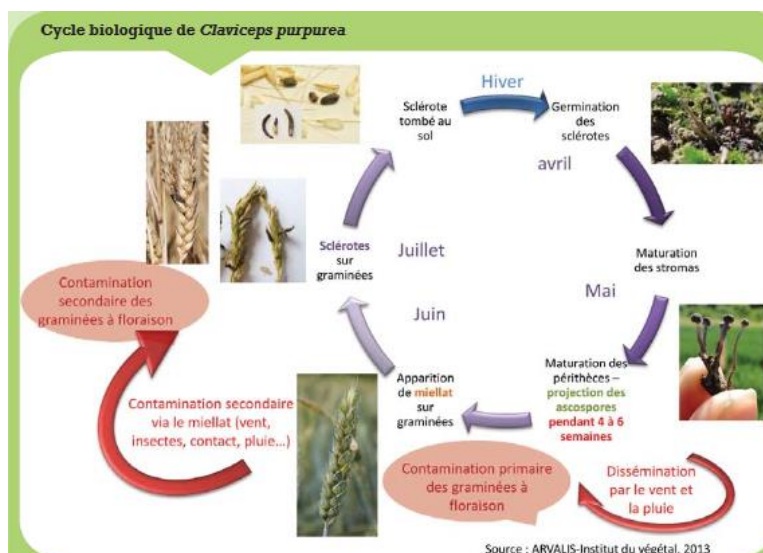 Cycle biologique de Claviceps purpurea
Hiver
Sclérote
tombé au
sol
Germination
des
sclérotes
avril
Maturation
des stromas
Mai
Maturation des
périthèces –
projection des
ascospores
pendant 4 à 6
semaines
Dissémination
par le vent et
la pluie
Contamination primaire
des graminées à
floraison
Apparition
de miellat
sur
graminées
Juin
Contamination secondaire
via le miellat (vent,
insectes, contact, pluie...)
Contamination
secondaire des
graminées à floraison
Sclérotes
sur
graminées
Juillet
Source : ARVALIS-Institut du végétal, 2013